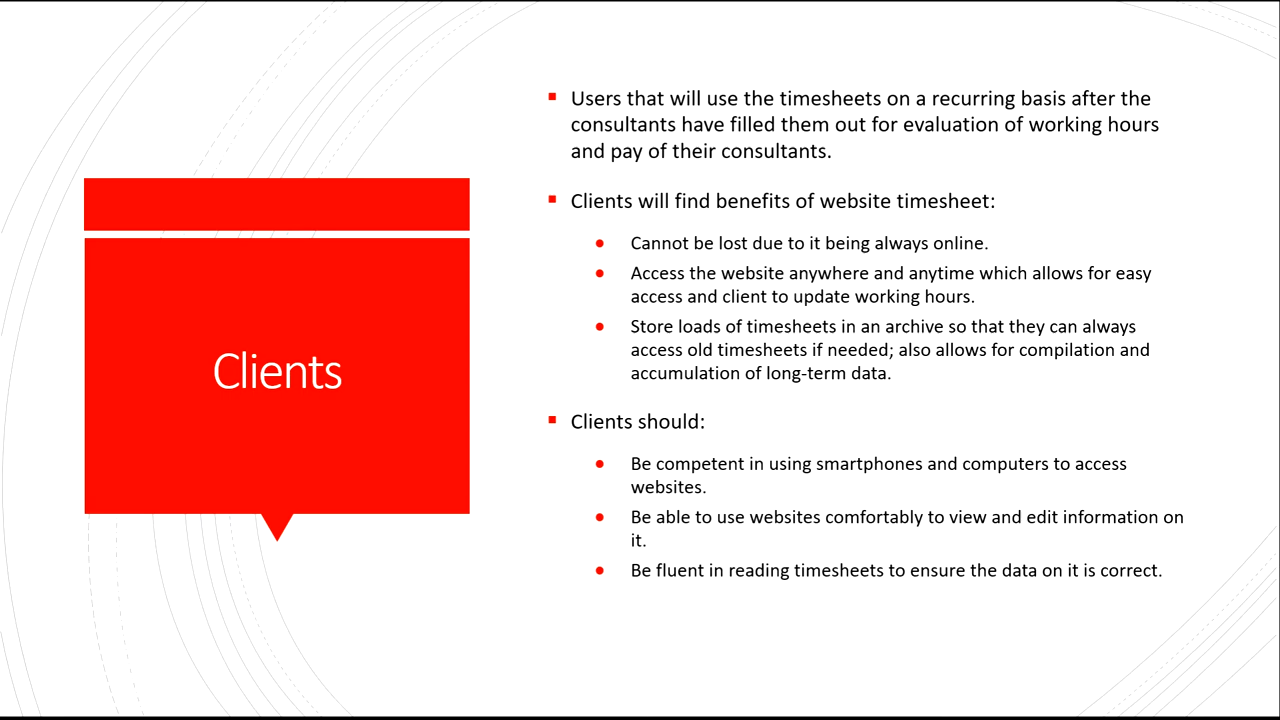 Clients
Users that will use the timesheets on a recurring basis after the
consultants have filled them out for evaluation of working hours
and pay of their consultants.
Clients will find benefits of website timesheet:
Cannot be lost due to it being always online.
Access the website anywhere and anytime which allows for easy
access and client to update working hours.
Store loads of timesheets in an archive so that they can always
access old timesheets if needed; also allows for compilation and
accumulation of long-term data.
Clients should:
Be competent in using smartphones and computers to access
websites.
Be able to use websites comfortably to view and edit information on
it.
Be fluent in reading timesheets to ensure the data on it is correct.